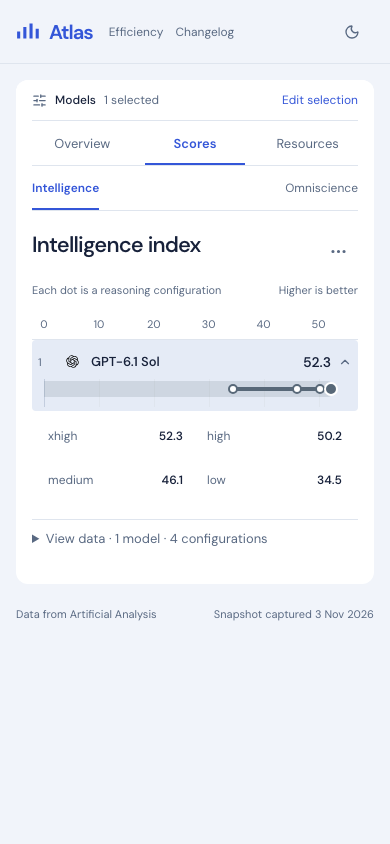 Atlas Efficiency Changelog
Models 1 selected Edit selection
Overview Scores Resources
Intelligence Omniscience
Intelligence index ...
Each dot is a reasoning configuration Higher is better
0 10 20 30 40 50
1 GPT-6.1 Sol 52.3
xhigh 52.3 high 50.2
medium 46.1 low 34.5
View data · 1 model · 4 configurations
Data from Artificial Analysis Snapshot captured 3 Nov 2026